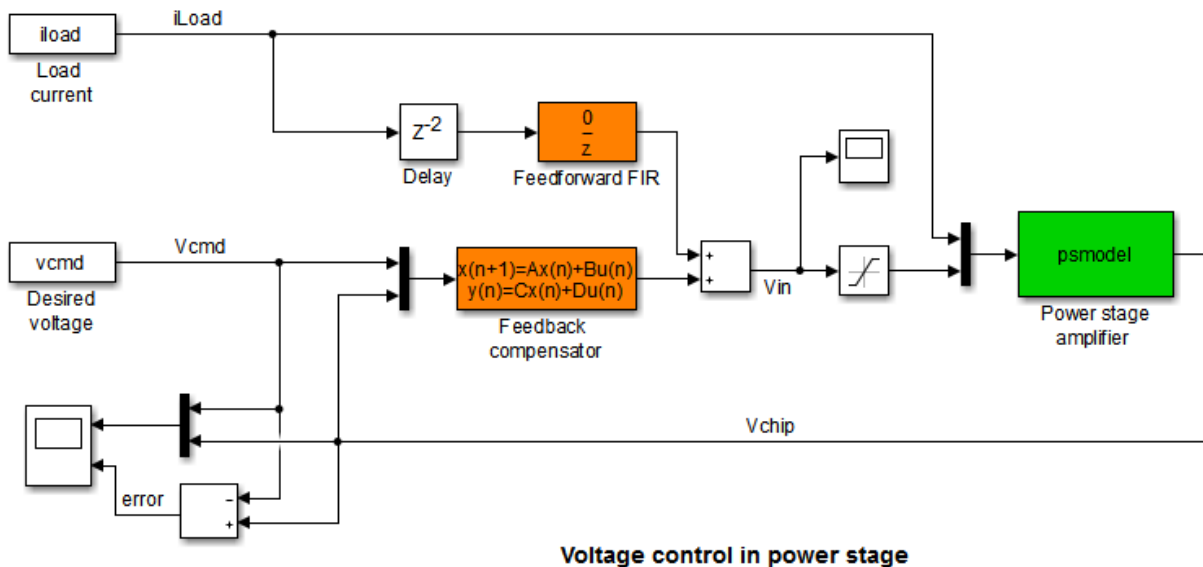 iLoad
iload
Load
current
Z-2
Delay
0
z
Feedforward FIR
+
+
Vin
Vcmd
vcmd
Desired
voltage
x(n+1)=Ax(n)+Bu(n)
y(n)=Cx(n)+Du(n)
Feedback
compensator
psmodel
Power stage
amplifier
Vchip
error
-
+
Voltage control in power stage